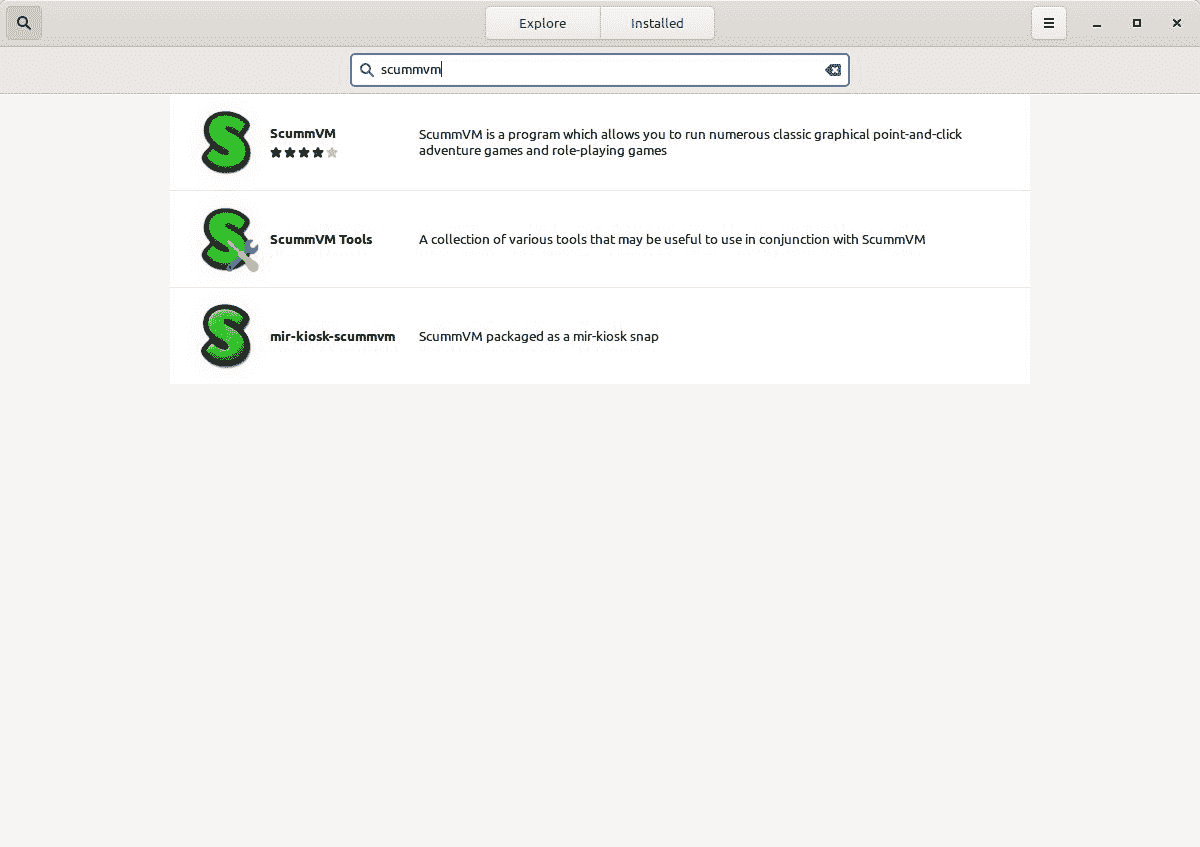 Explore Installed
scummvm
ScummVM
ScummVM is a program which allows you to run numerous classic graphical point-and-click
adventure games and role-playing games
ScummVM Tools
A collection of various tools that may be useful to use in conjunction with ScummVM
mir-kiosk-scummvm
ScummVM packaged as a mir-kiosk snap